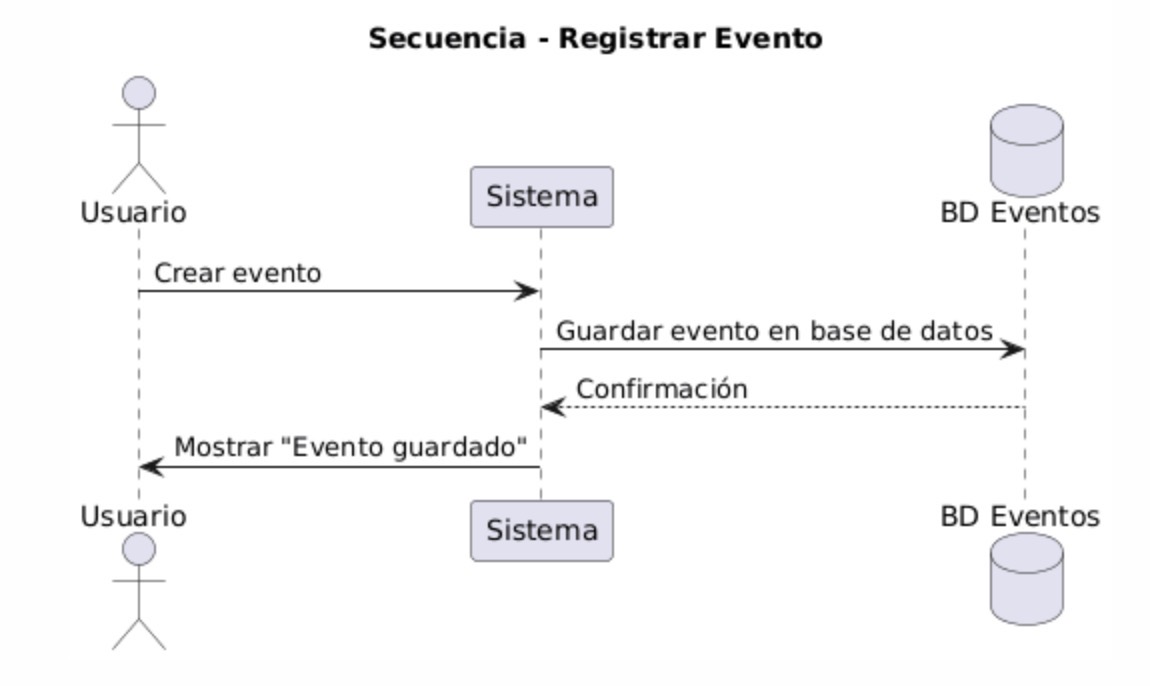 Secuencia - Registrar Evento
Usuario
Sistema
BD Eventos
Crear evento
Guardar evento en base de datos
Confirmación
Mostrar "Evento guardado"
Usuario
Sistema
BD Eventos